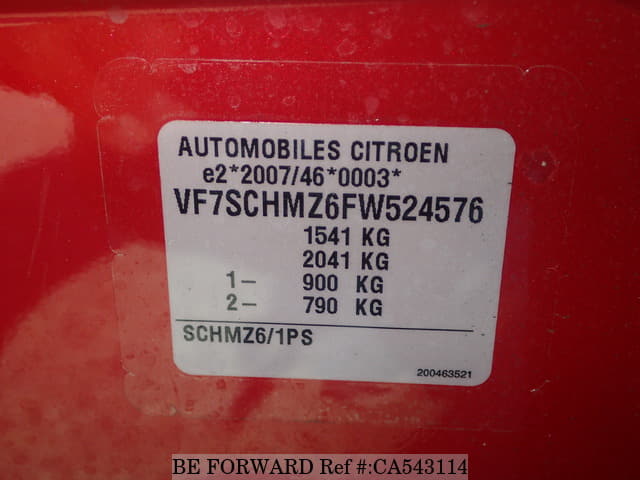 AUTOMOBILES CITROEN
e2*2007/46*0003*
VF7SCHMZ6FW524576
1541 KG
2041 KG
1- 900 KG
2- 790 KG
SCHMZ6/1PS
200463521
BE FORWARD Ref #:CA543114